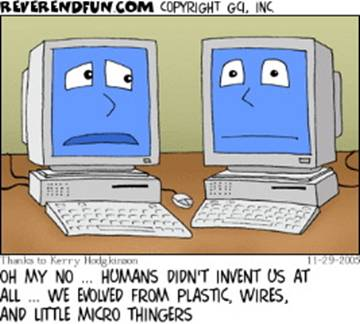 REVERENDFUN.COM COPYRIGHT GCI, INC.
Thanks to Kerry Hodgkinson 11-29-2005
OH MY NO ... HUMANS DIDN'T INVENT US AT
ALL ... WE EVOLVED FROM PLASTIC, WIRES,
AND LITTLE MICRO THINGERS